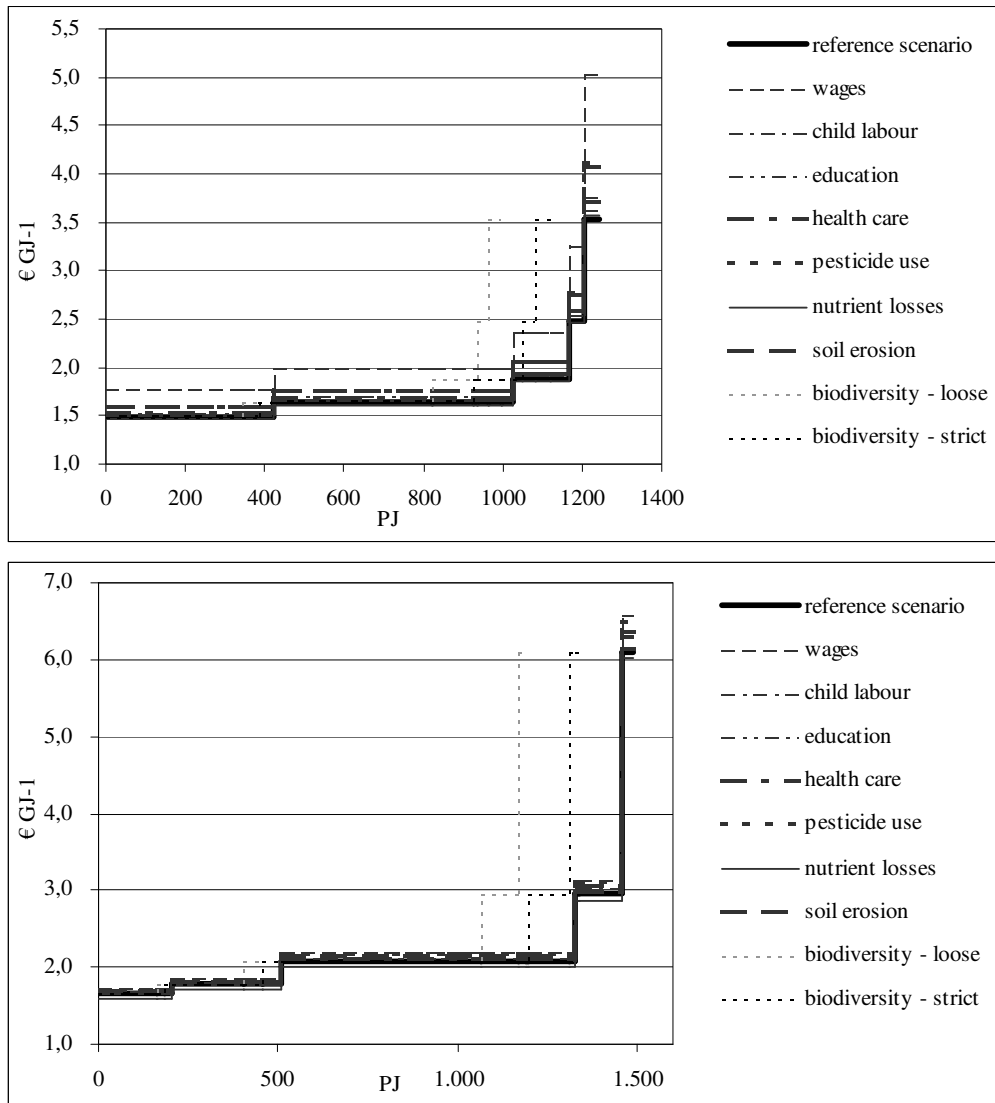 5,5
5,0
4,5
4,0
3,5
3,0
2,5
2,0
1,5
1,0
€ GJ-1
0 200 400 600 800 1000 1200 1400
PJ
reference scenario
wages
child labour
education
health care
pesticide use
nutrient losses
soil erosion
biodiversity - loose
biodiversity - strict
7,0
6,0
5,0
4,0
3,0
2,0
1,0
€ GJ-1
0 500 1.000 1.500
PJ
reference scenario
wages
child labour
education
health care
pesticide use
nutrient losses
soil erosion
biodiversity - loose
biodiversity - strict